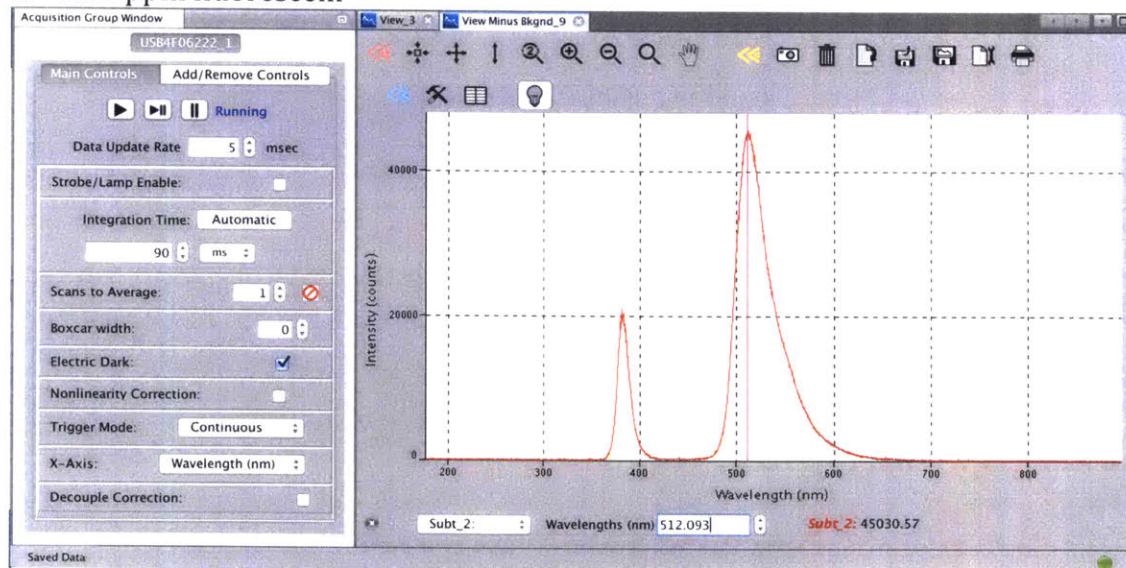 Acquisition Group Window
USB4F06222_1
Main Controls
Add/Remove Controls
Running
Data Update Rate 5 msec
Strobe/Lamp Enable:
Integration Time: Automatic
90 ms
Scans to Average: 1
Boxcar width: 0
Electric Dark:
Nonlinearity Correction:
Trigger Mode: Continuous
X-Axis: Wavelength (nm)
Decouple Correction:
Saved Data
View_3
View Minus Bkgnd_9
2
Intensity (counts)
40000
20000
0
200 300 400 500 600 700 800
Wavelength (nm)
Subt_2: Wavelengths (nm) 512.093 Subt_2: 45030.57